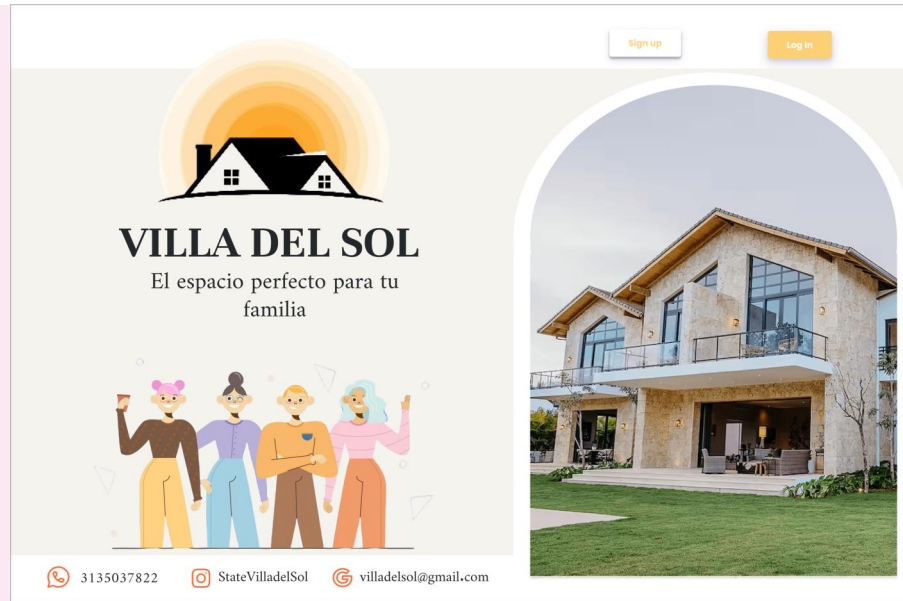 Sign up
Log In
VILLA DEL SOL
El espacio perfecto para tu
familia
3135037822
StateVilladelSol
villadelsol@gmail.com